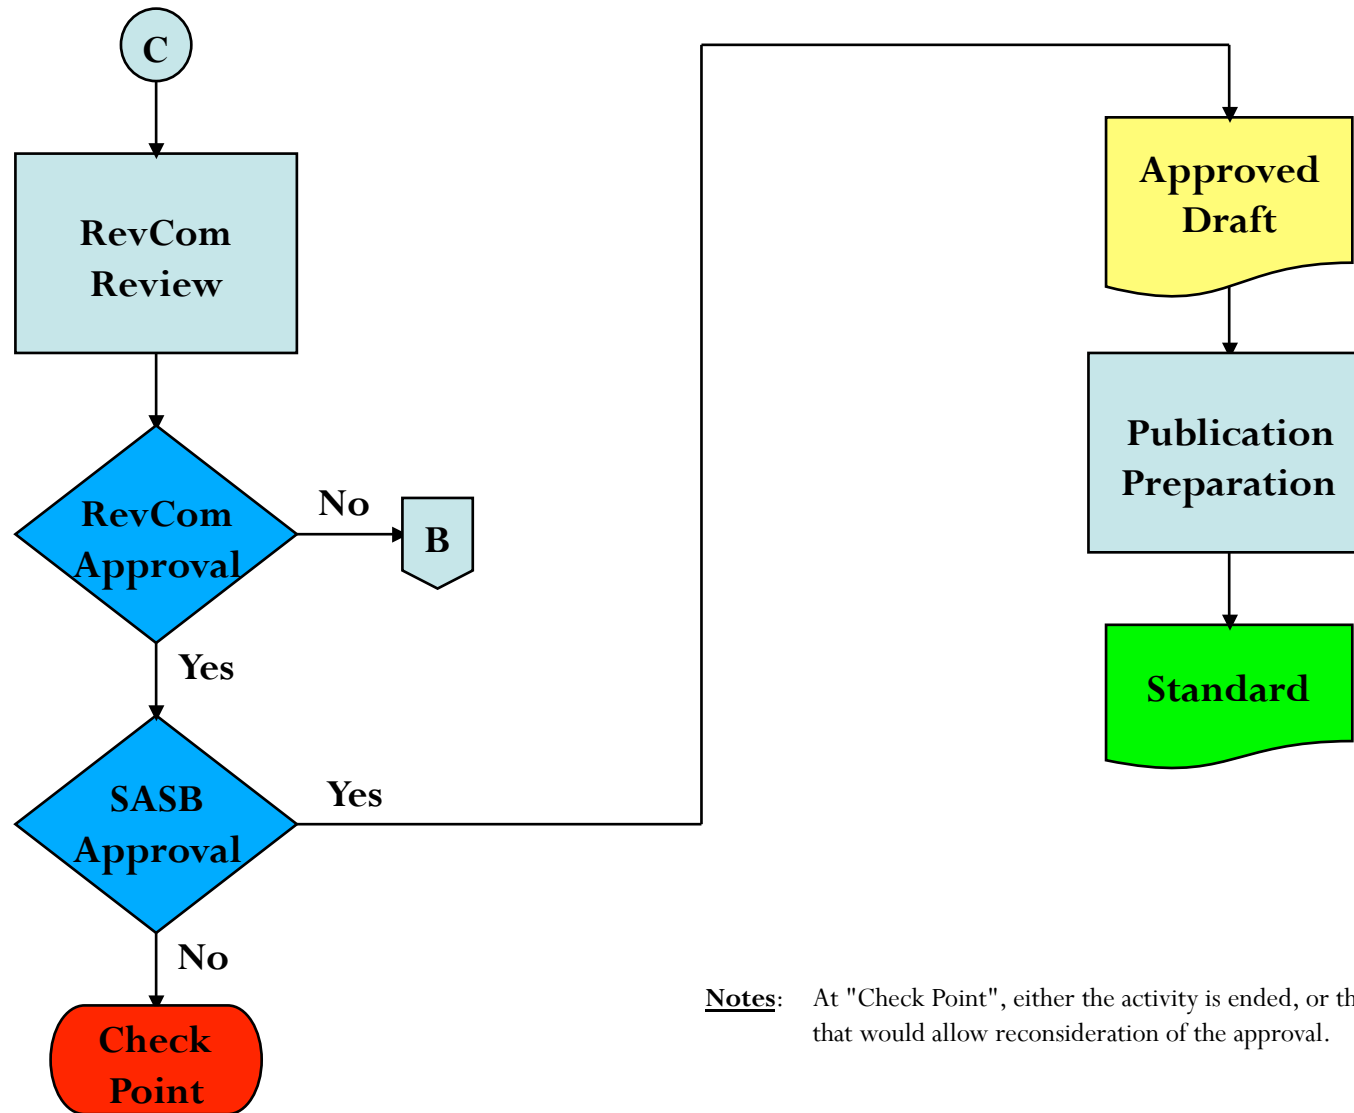 C
RevCom
Review
RevCom
Approval
No
B
Yes
SASB
Approval
Yes
No
Check
Point
Approved
Draft
Publication
Preparation
Standard
Notes: At "Check Point", either the activity is ended, or
that would allow reconsideration of the approval.